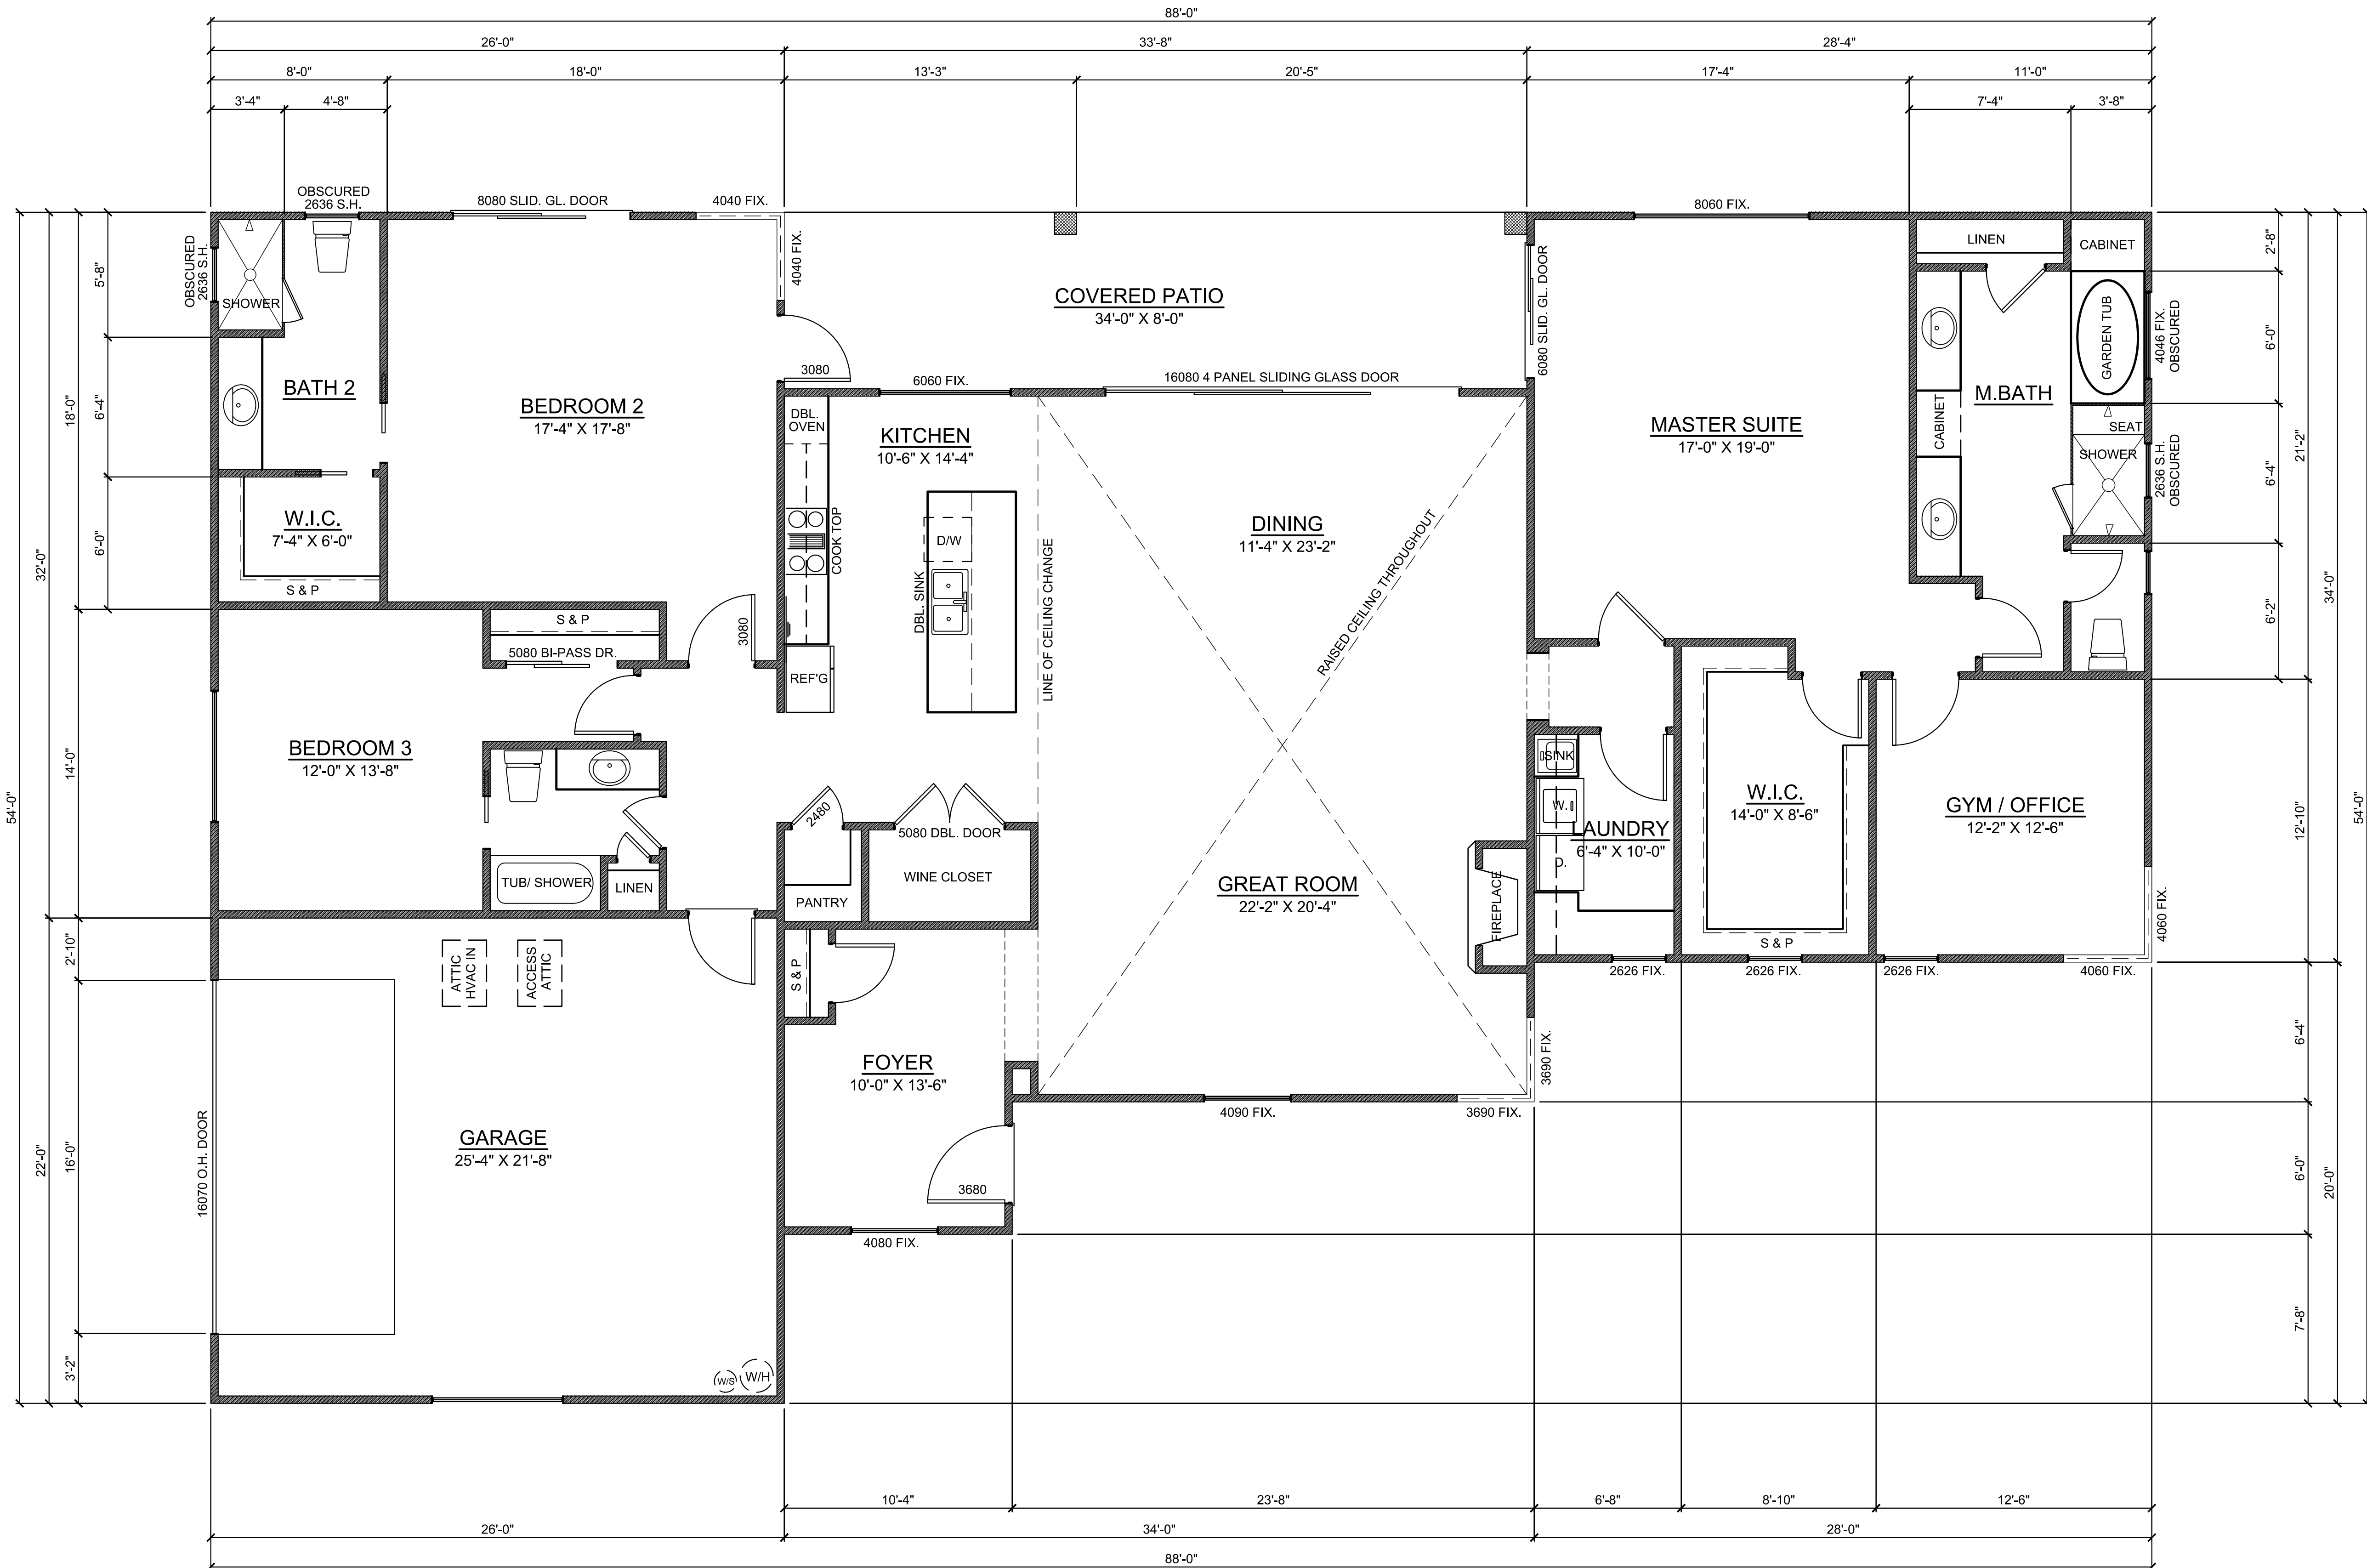 88'-0"
26'-0"
33'-8"
28'-4"
8'-0"
18'-0"
13'-3"
20'-5"
17'-4"
11'-0"
3'-4"
4'-8"
7'-4"
3'-8"
OBSCURED
2636 S.H.
8080 SLID. GL. DOOR
4040 FIX.
8060 FIX.
OBSCURED
2636 S.H.
SHOWER
BATH 2
W.I.C.
7'-4" X 6'-0"
S & P
BEDROOM 2
17'-4" X 17'-8"
4040 FIX.
3080
COVERED PATIO
34'-0" X 8'-0"
6060 FIX.
16080 4 PANEL SLIDING GLASS DOOR
6080 SLID. GL. DOOR
DBL.
OVEN
KITCHEN
10'-6" X 14'-4"
COOK TOP
D/W
DBL. SINK
REF'G
LINE OF CEILING CHANGE
DINING
11'-4" X 23'-2"
RAISED CEILING THROUGHOUT
MASTER SUITE
17'-0" X 19'-0"
LINEN
CABINET
GARDEN TUB
4046 FIX.
OBSCURED
M.BATH
CABINET
SEAT
SHOWER
2636 S.H.
OBSCURED
S & P
5080 BI-PASS DR.
3080
BEDROOM 3
12'-0" X 13'-8"
TUB/ SHOWER
LINEN
2480
PANTRY
5080 DBL. DOOR
WINE CLOSET
GREAT ROOM
22'-2" X 20'-4"
FIREPLACE
SINK
W.
D.
LAUNDRY
6'-4" X 10'-0"
W.I.C.
14'-0" X 8'-6"
S & P
GYM / OFFICE
12'-2" X 12'-6"
4060 FIX.
2626 FIX.
2626 FIX.
2626 FIX.
4060 FIX.
ATTIC
HVAC IN
ACCESS
ATTIC
S & P
FOYER
10'-0" X 13'-6"
3680
4080 FIX.
4090 FIX.
3690 FIX.
3690 FIX.
GARAGE
25'-4" X 21'-8"
16070 O.H. DOOR
W/S
W/H
54'-0"
32'-0"
22'-0"
18'-0"
14'-0"
2'-10"
16'-0"
3'-2"
5'-8"
6'-4"
6'-0"
2'-8"
6'-0"
6'-4"
6'-2"
21'-2"
12'-10"
6'-4"
6'-0"
7'-8"
34'-0"
20'-0"
54'-0"
10'-4"
23'-8"
6'-8"
8'-10"
12'-6"
26'-0"
34'-0"
28'-0"
88'-0"